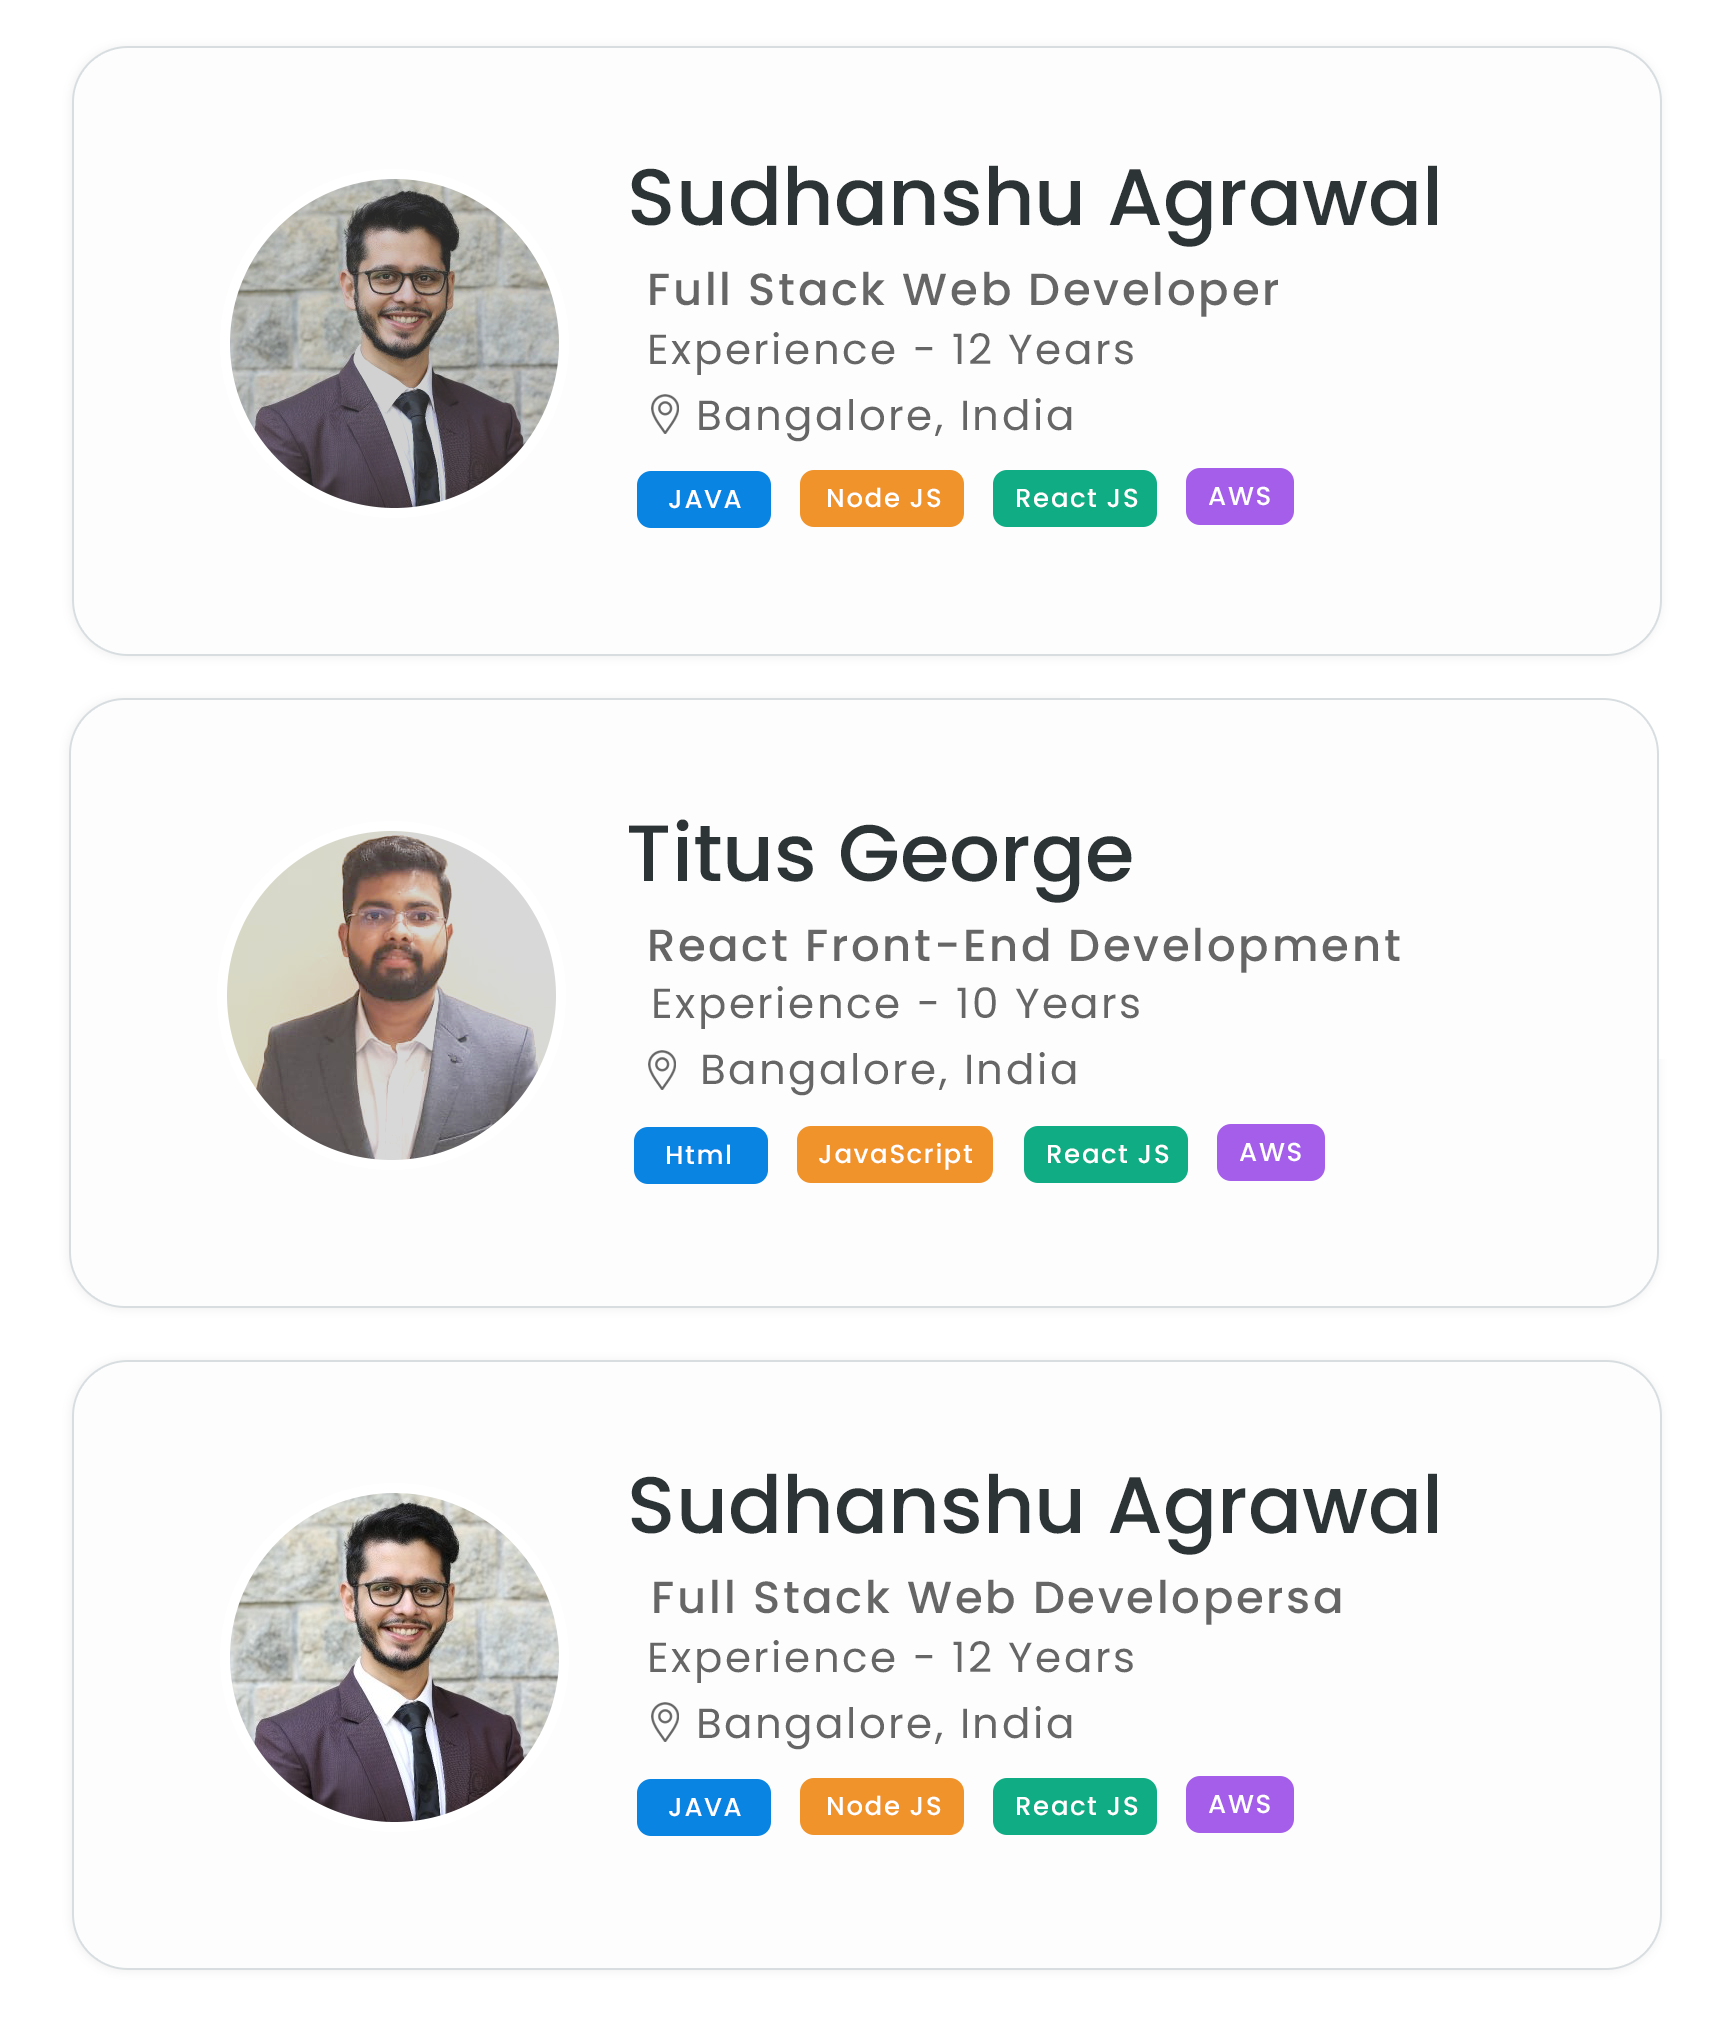 Sudhanshu Agrawal
Full Stack Web Developer
Experience - 12 Years
Bangalore, India
JAVA Node JS React JS AWS
Titus George
React Front-End Development
Experience - 10 Years
Bangalore, India
Html JavaScript React JS AWS
Sudhanshu Agrawal
Full Stack Web Developersa
Experience - 12 Years
Bangalore, India
JAVA Node JS React JS AWS